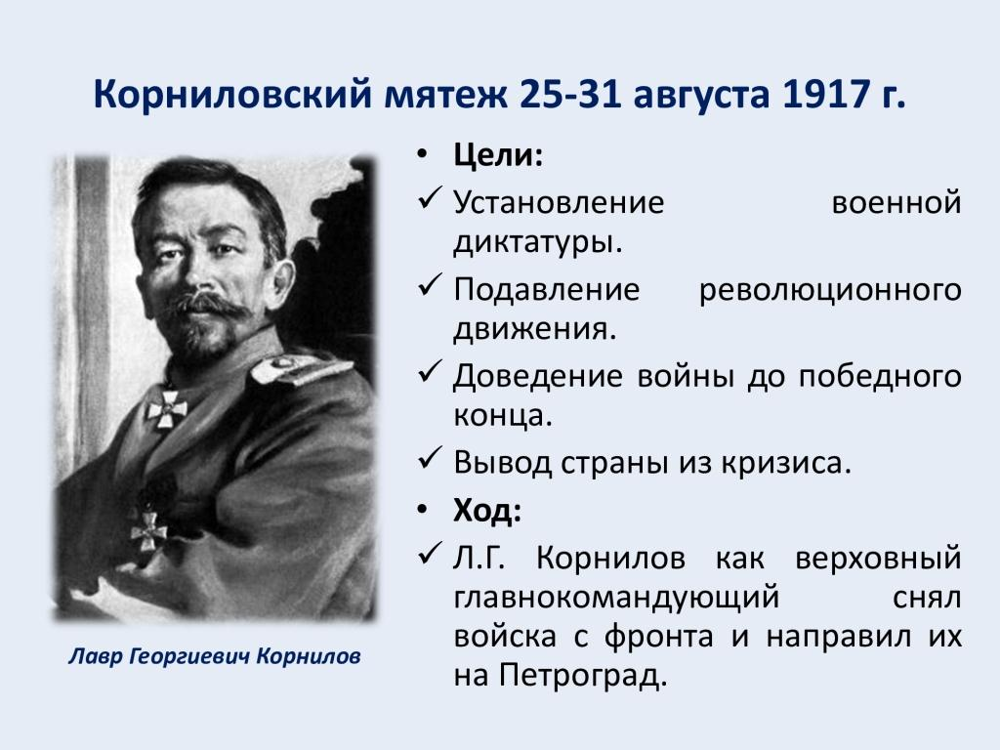 Корниловский мятеж 25-31 августа 1917 г.
• Цели:
✓ Установление военной
диктатуры.
✓ Подавление революционного
движения.
✓ Доведение войны до победного
конца.
✓ Вывод страны из кризиса.
• Ход:
✓ Л.Г. Корнилов как верховный
главнокомандующий снял
войска с фронта и направил их
на Петроград.
Лавр Георгиевич Корнилов